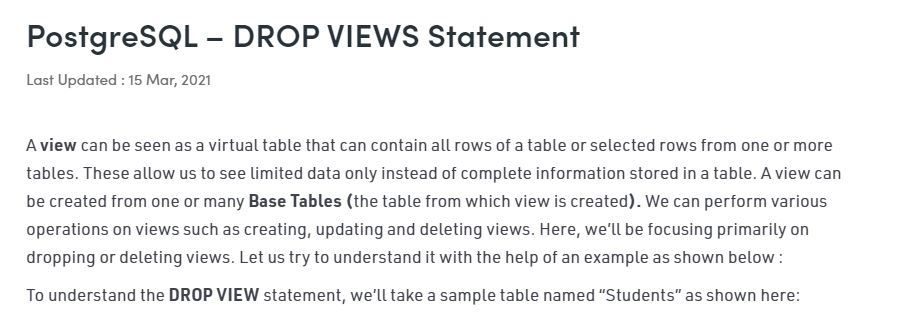 PostgreSQL – DROP VIEWS Statement
Last Updated : 15 Mar, 2021
A view can be seen as a virtual table that can contain all rows of a table or selected rows from one or more
tables. These allow us to see limited data only instead of complete information stored in a table. A view can
be created from one or many Base Tables (the table from which view is created). We can perform various
operations on views such as creating, updating and deleting views. Here, we’ll be focusing primarily on
dropping or deleting views. Let us try to understand it with the help of an example as shown below :
To understand the DROP VIEW statement, we’ll take a sample table named “Students” as shown here: